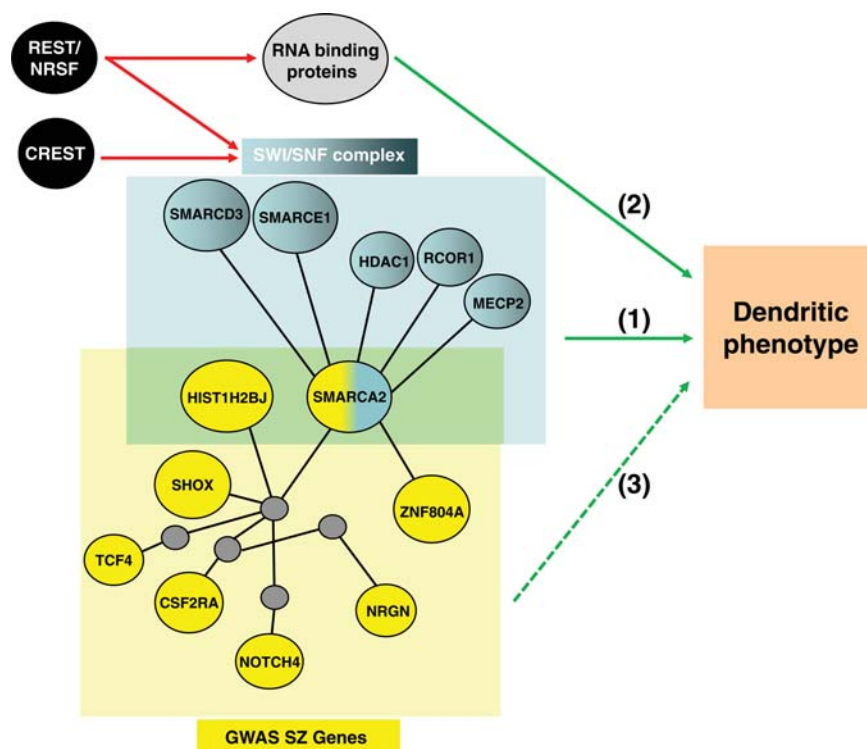 REST/
NRSF
RNA binding
proteins
CREST
SWI/SNF complex
(2)
SMARCD3
SMARCE1
HDAC1
RCOR1
MECP2
(1)
Dendritic
phenotype
HIST1H2BJ
SMARCA2
(3)
SHOX
ZNF804A
TCF4
CSF2RA
NRGN
NOTCH4
GWAS SZ Genes